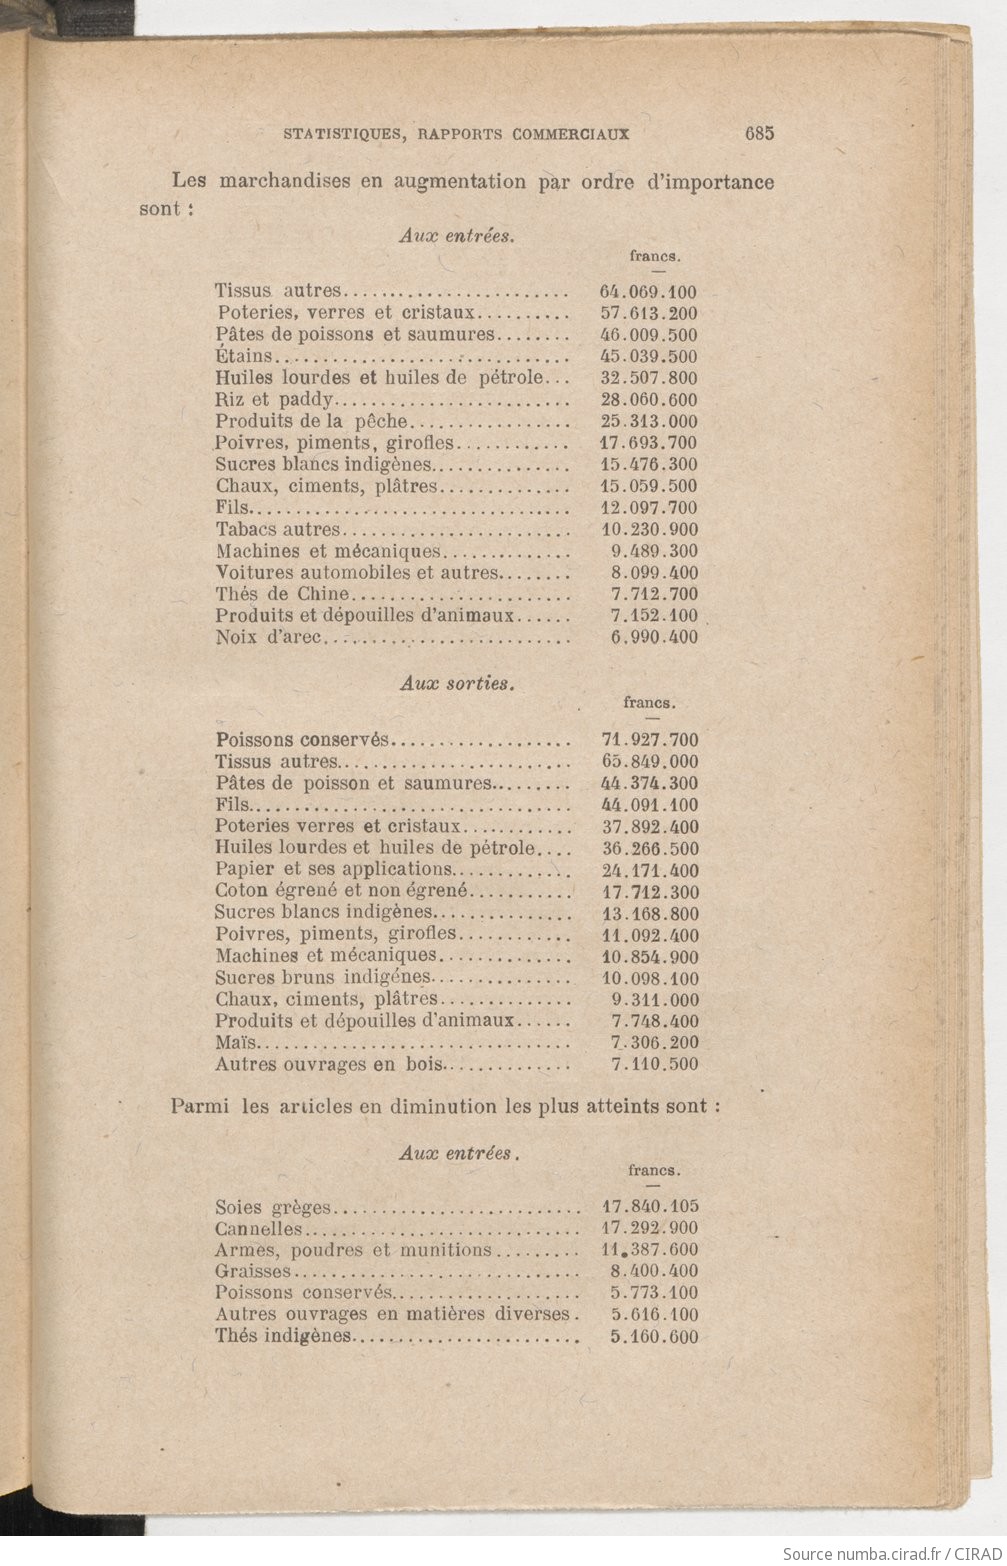 STATISTIQUES, RAPPORTS COMMERCIAUX 685
Les marchandises en augmentation par ordre d'importance
sont :
Aux entrées.
francs.
Tissus autres........................ 64.069.100
Poteries, verres et cristaux.......... 57.613.200
Pâtes de poissons et saumures........ 46.009.500
Étains............................... 45.039.500
Huiles lourdes et huiles de pétrole... 32.507.800
Riz et paddy......................... 28.060.600
Produits de la pêche................. 25.313.000
Poivres, piments, girofles............ 17.693.700
Sucres blancs indigènes............... 15.476.300
Chaux, ciments, plâtres.............. 15.059.500
Fils................................. 12.097.700
Tabacs autres........................ 10.230.900
Machines et mécaniques.............. 9.489.300
Voitures automobiles et autres........ 8.099.400
Thés de Chine....................... 7.712.700
Produits et dépouilles d'animaux...... 7.152.100
Noix d'arec.......................... 6.990.400
Aux sorties.
francs.
Poissons conservés................... 71.927.700
Tissus autres........................ 65.849.000
Pâtes de poisson et saumures......... 44.374.300
Fils................................. 44.091.100
Poteries verres et cristaux............ 37.892.400
Huiles lourdes et huiles de pétrole.... 36.266.500
Papier et ses applications............. 24.171.400
Coton égrené et non égrené........... 17.712.300
Sucres blancs indigènes............... 13.168.800
Poivres, piments, girofles............ 11.092.400
Machines et mécaniques.............. 10.854.900
Sucres bruns indigénes............... 10.098.100
Chaux, ciments, plâtres.............. 9.311.000
Produits et dépouilles d'animaux...... 7.748.400
Maïs................................. 7.306.200
Autres ouvrages en bois.............. 7.110.500
Parmi les articles en diminution les plus atteints sont :
Aux entrées.
francs.
Soies grèges.......................... 17.840.105
Cannelles............................. 17.292.900
Armes, poudres et munitions......... 11.387.600
Graisses.............................. 8.400.400
Poissons conservés.................... 5.773.100
Autres ouvrages en matières diverses. 5.616.100
Thés indigènes........................ 5.160.600
Source numba.cirad.fr / CIRAD